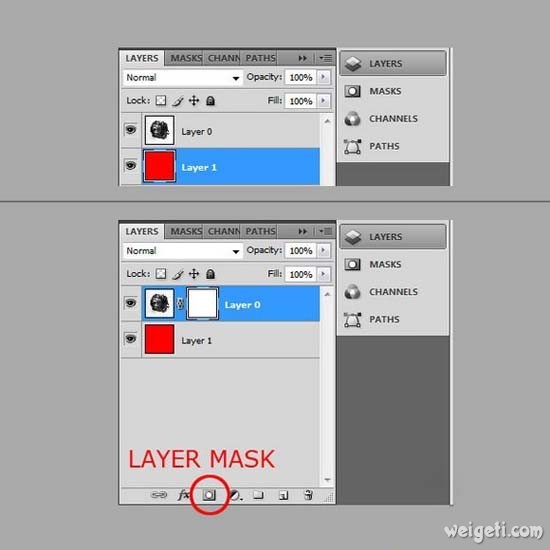 LAYERS MASKS CHANN PATHS
Normal Opacity: 100%
Lock: Fill: 100%
Layer 0
Layer 1
LAYERS
MASKS
CHANNELS
PATHS
LAYERS MASKS CHANN PATHS
Normal Opacity: 100%
Lock: Fill: 100%
Layer 0
Layer 1
LAYER MASK
fx
LAYERS
MASKS
CHANNELS
PATHS
weigeti.com